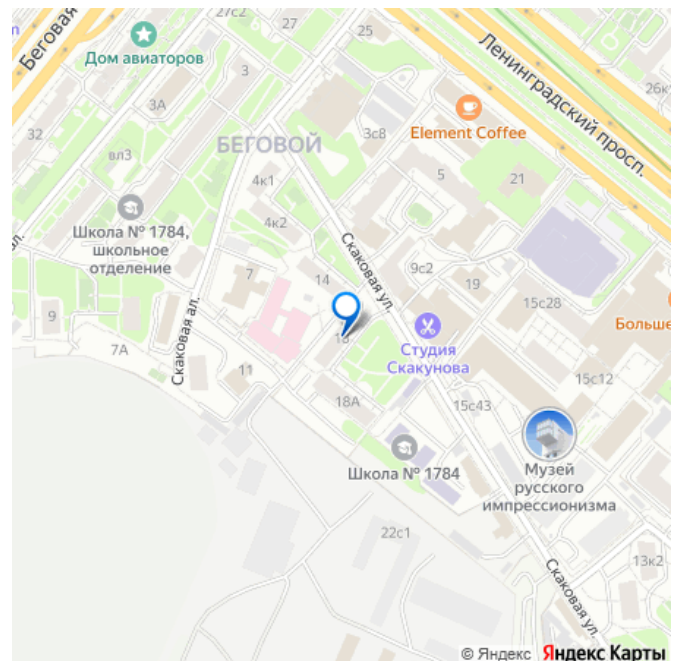 27с2
27
25
Беговая
Дом авиаторов
Ленинградский просп.
3
3А
3с8
Element Coffee
32
БЕГОВОЙ
вл3
4к1
5
21
Школа № 1784,
школьное
отделение
4к2
Скаковая ул.
9с2
19
7
14
15с28
9
Скаковая ал.
Студия
Скакунова
Больше
7А
11
15с12
18А
15с43
Школа № 1784
Музей
русского
импрессионизма
22с1
13к2
Скаковая ул.
© Яндекс Яндекс Карты